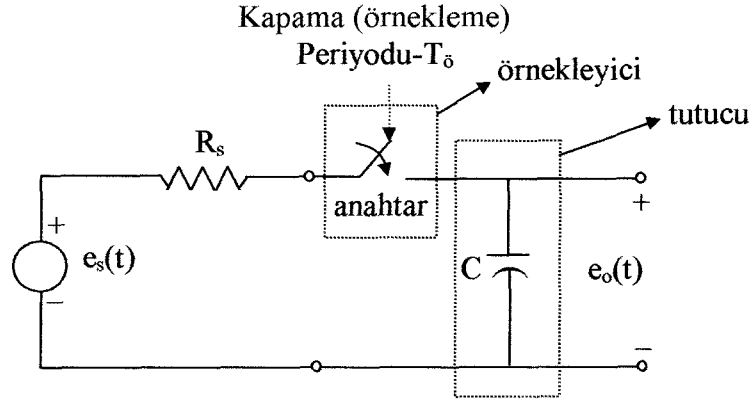 Kapama (örnekleme)
Periyodu-Tö
örnekleyici
tutucu
Rs
anahtar
+
+
es(t)
C
eo(t)
−
−